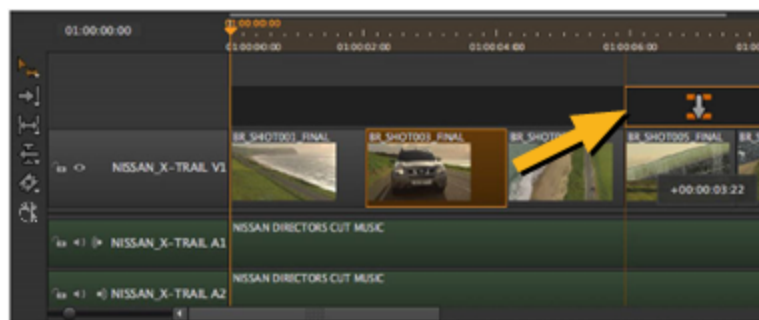 01:00:00:00
01:00:00:00
01:00:00:00 01:00:02:00 01:00:04:00 01:00:06:00
BR_SHOT001_FINAL BR_SHOT003_FINAL BR_SHOT005_FINAL
NISSAN_X-TRAIL V1
+00:00:03:22
NISSAN DIRECTORS CUT MUSIC
NISSAN_X-TRAIL A1
NISSAN DIRECTORS CUT MUSIC
NISSAN_X-TRAIL A2